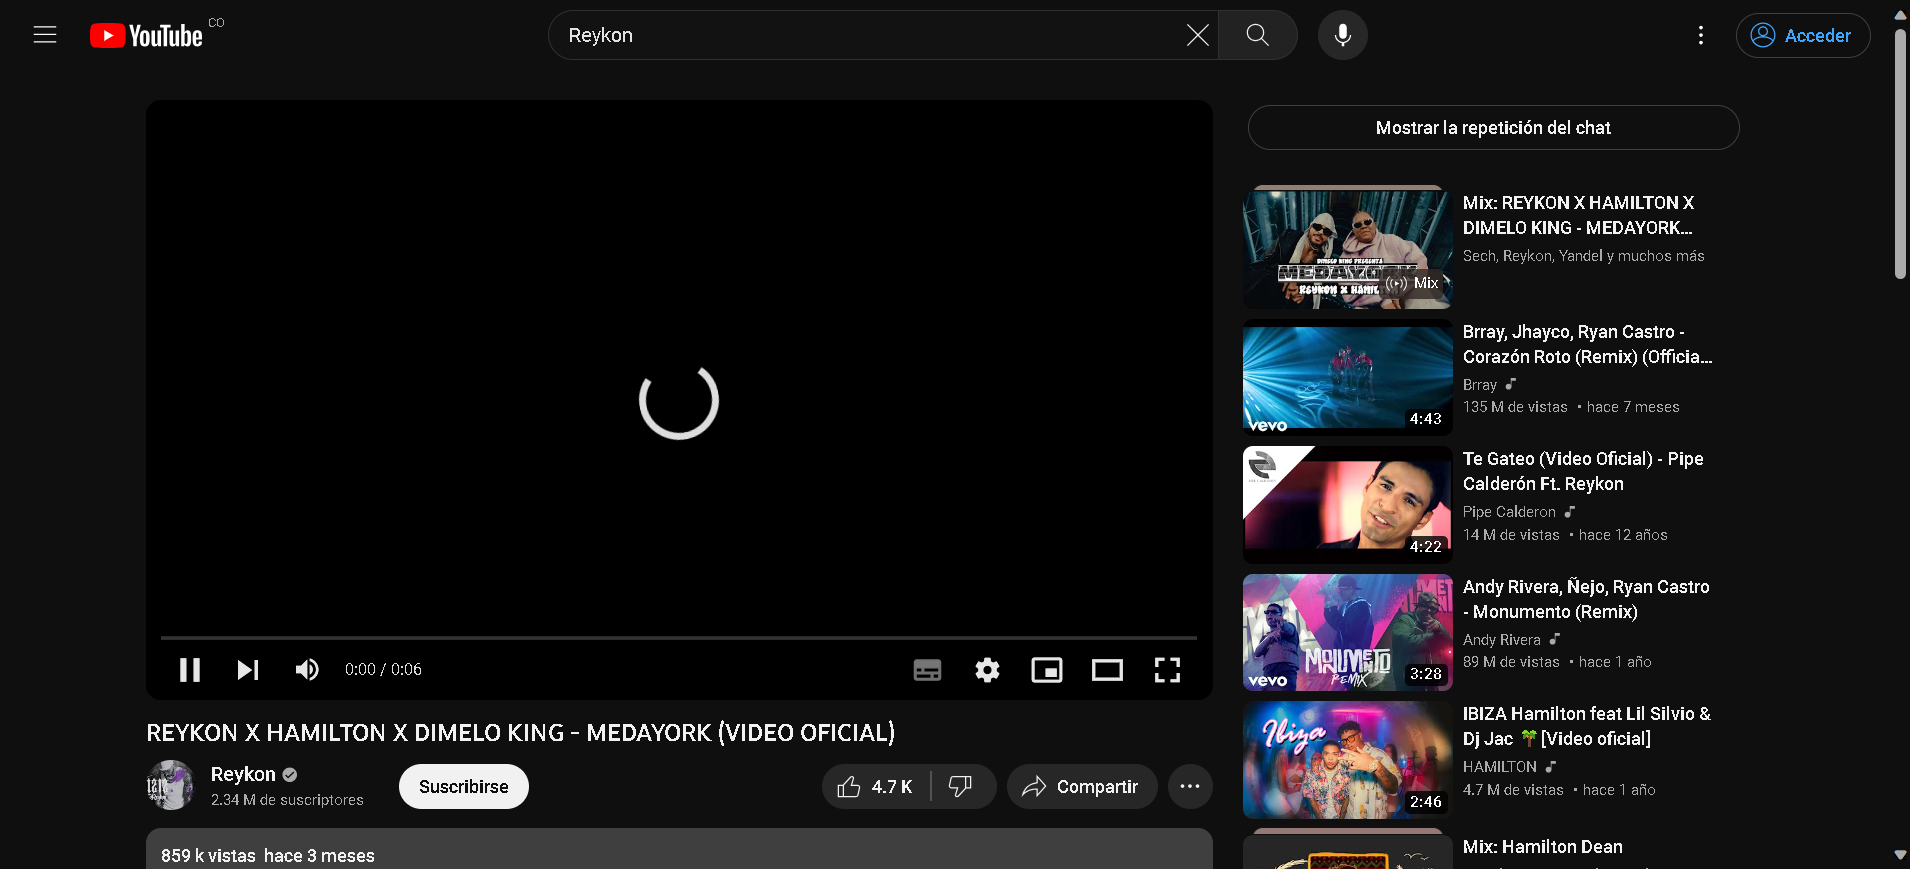 YouTube CO
Reykon
Acceder
Mostrar la repetición del chat
Mix: REYKON X HAMILTON X
DIMELO KING - MEDAYORK...
Sech, Reykon, Yandel y muchos más
DIMELO KING PRESENTA
MEDAYORK
REYKON X HAMIL
Mix
Brray, Jhayco, Ryan Castro -
Corazón Roto (Remix) (Officia...
Brray
135 M de vistas • hace 7 meses
vevo
4:43
Te Gateo (Video Oficial) - Pipe
Calderón Ft. Reykon
Pipe Calderon
14 M de vistas • hace 12 años
4:22
Andy Rivera, Ñejo, Ryan Castro
- Monumento (Remix)
Andy Rivera
89 M de vistas • hace 1 año
MONUMENTO
REMIX
vevo
3:28
IBIZA Hamilton feat Lil Silvio &
Dj Jac 🌴[Video oficial]
HAMILTON
4.7 M de vistas • hace 1 año
Ibiza
2:46
Mix: Hamilton Dean
0:00 / 0:06
REYKON X HAMILTON X DIMELO KING - MEDAYORK (VIDEO OFICIAL)
Reykon
2.34 M de suscriptores
Suscribirse
4.7 K
Compartir
859 k vistas hace 3 meses